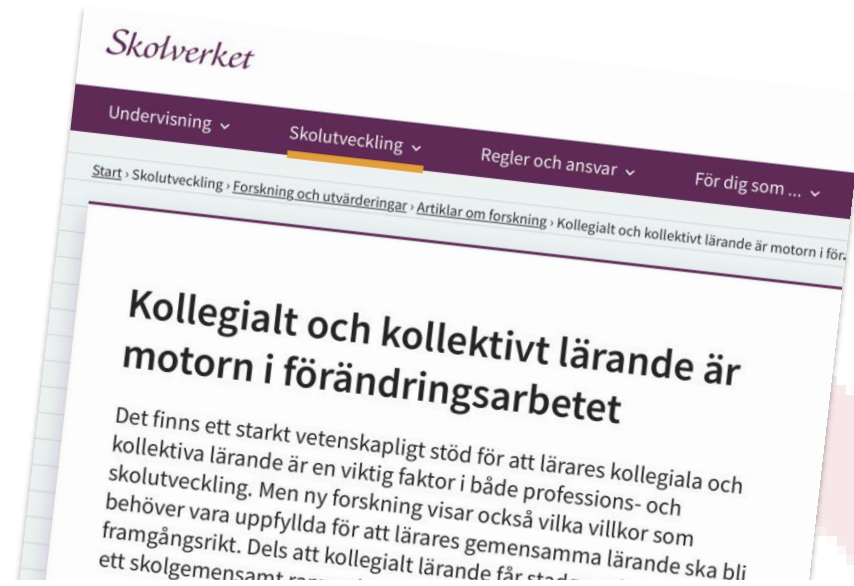 Skolverket
Undervisning
Skolutveckling
Regler och ansvar
För dig som ...
Start › Skolutveckling › Forskning och utvärderingar › Artiklar om forskning › Kollegialt och kollektivt lärande är motorn i
Kollegialt och kollektivt lärande är
motorn i förändringsarbetet
Det finns ett starkt vetenskapligt stöd för att lärares kollegiala och
kollektiva lärande är en viktig faktor i både professions- och
skolutveckling. Men ny forskning visar också vilka villkor som
behöver vara uppfyllda för att lärares gemensamma lärande ska bli
framgångsrikt. Dels att kollegialt lärande får
ett skolgemensamt